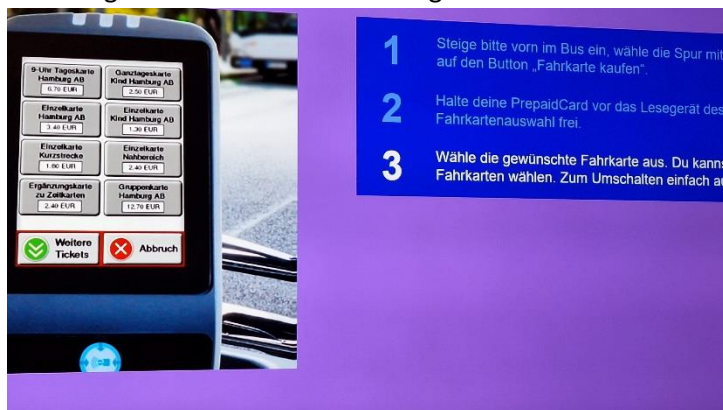 9-Uhr Tageskarte
Hamburg AB
6.70 EUR
Ganztageskarte
Kind Hamburg AB
2.50 EUR
Einzelkarte
Hamburg AB
3.40 EUR
Einzelkarte
Kind Hamburg AB
1.30 EUR
Einzelkarte
Kurzstrecke
1.80 EUR
Einzelkarte
Nahbereich
2.40 EUR
Ergänzungskarte
zu Zeitkarten
2.40 EUR
Gruppenkarte
Hamburg AB
12.70 EUR
Weitere
Tickets
Abbruch
1 Steige bitte vorn im Bus ein, wähle die Spur mit
auf den Button „Fahrkarte kaufen“.
2 Halte deine PrepaidCard vor das Lesegerät des
Fahrkartenauswahl frei.
3 Wähle die gewünschte Fahrkarte aus. Du kanns
Fahrkarten wählen. Zum Umschalten einfach au